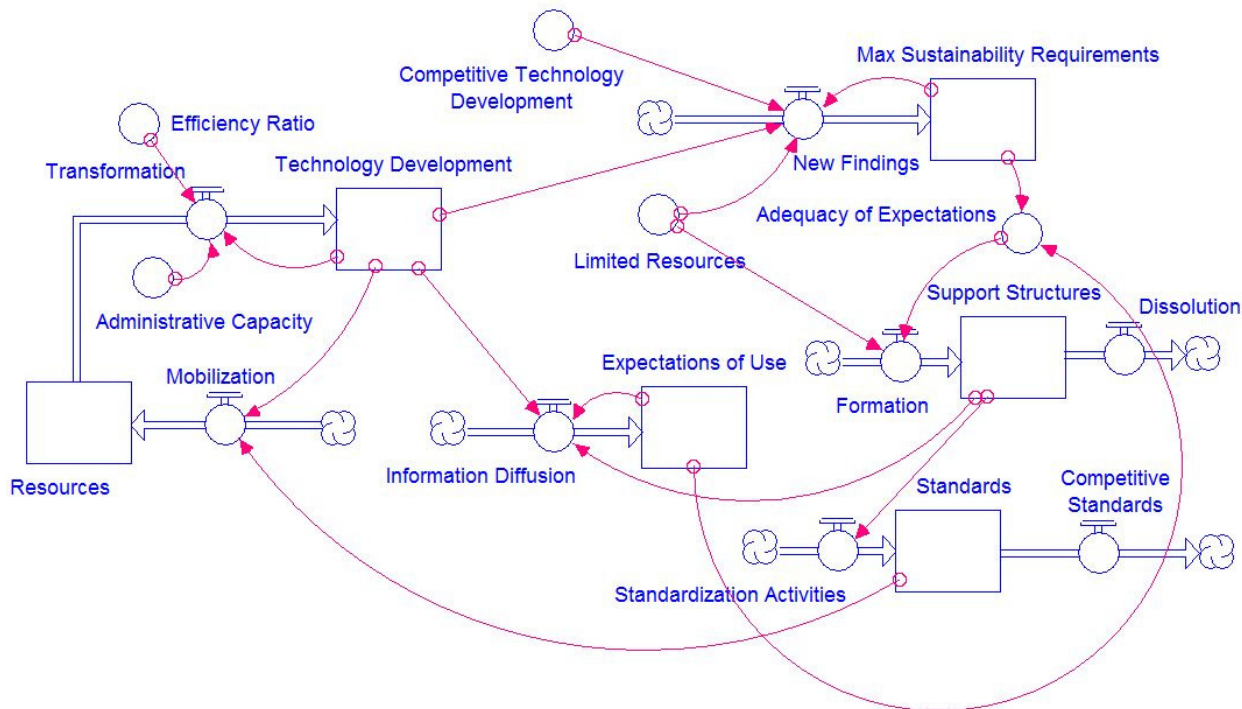 Max Sustainability Requirements
Competitive Technology
Development
Efficiency Ratio
Transformation
Technology Development
New Findings
Adequacy of Expectations
Limited Resources
Administrative Capacity
Support Structures
Dissolution
Mobilization
Expectations of Use
Formation
Information Diffusion
Resources
Standards
Competitive
Standards
Standardization Activities